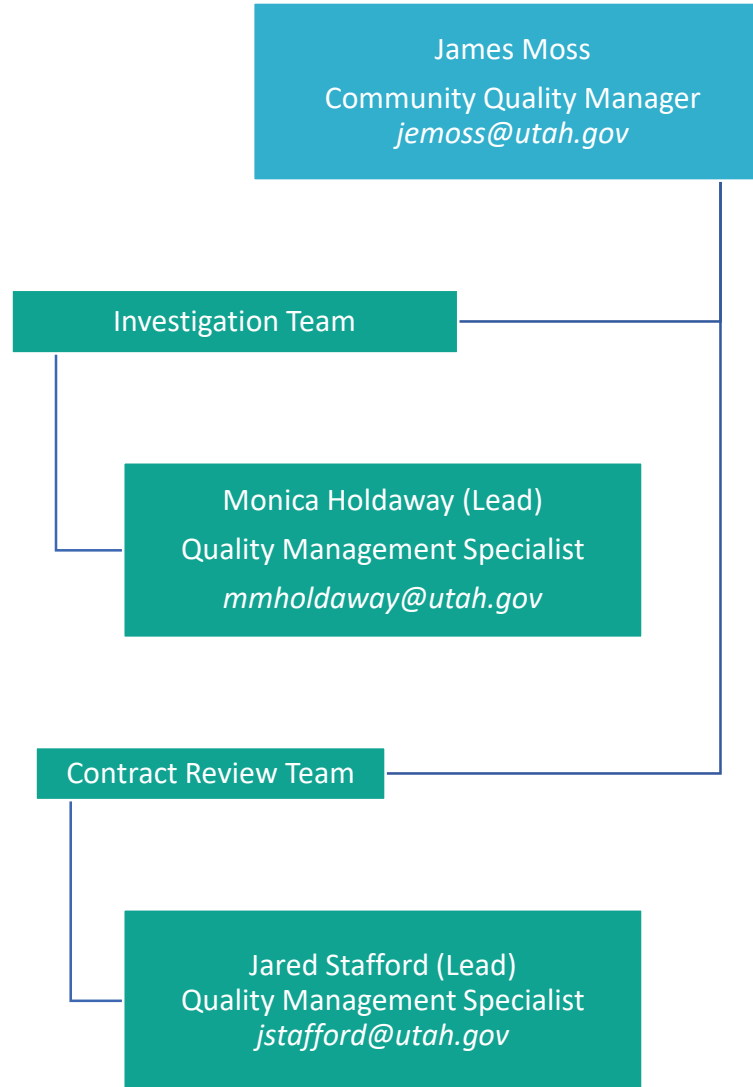 James Moss
Community Quality Manager
jemoss@utah.gov
Investigation Team
Monica Holdaway (Lead)
Quality Management Specialist
mmholdaway@utah.gov
Contract Review Team
Jared Stafford (Lead)
Quality Management Specialist
jstafford@utah.gov